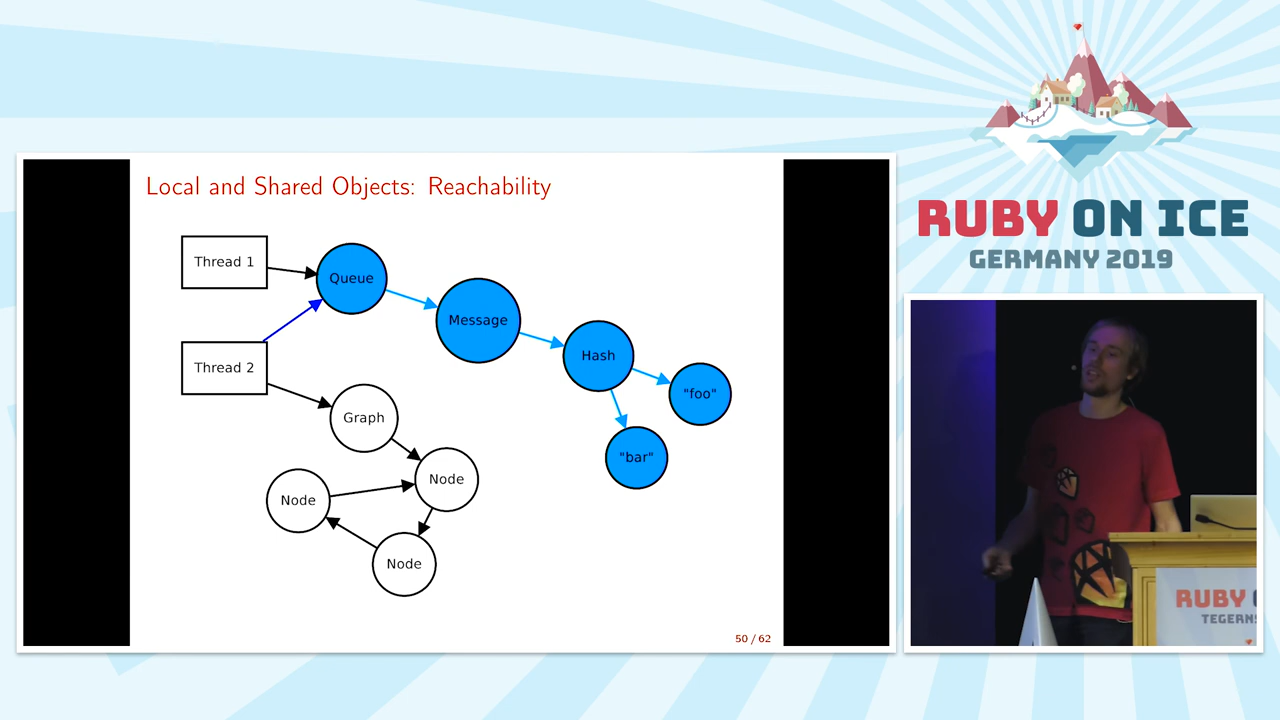 RUBY ON ICE
GERMANY 2019
Local and Shared Objects: Reachability
Thread 1
Queue
Message
Thread 2
Hash
"foo"
Graph
"bar"
Node
Node
Node
50 / 62
RUBY
TEGERNS